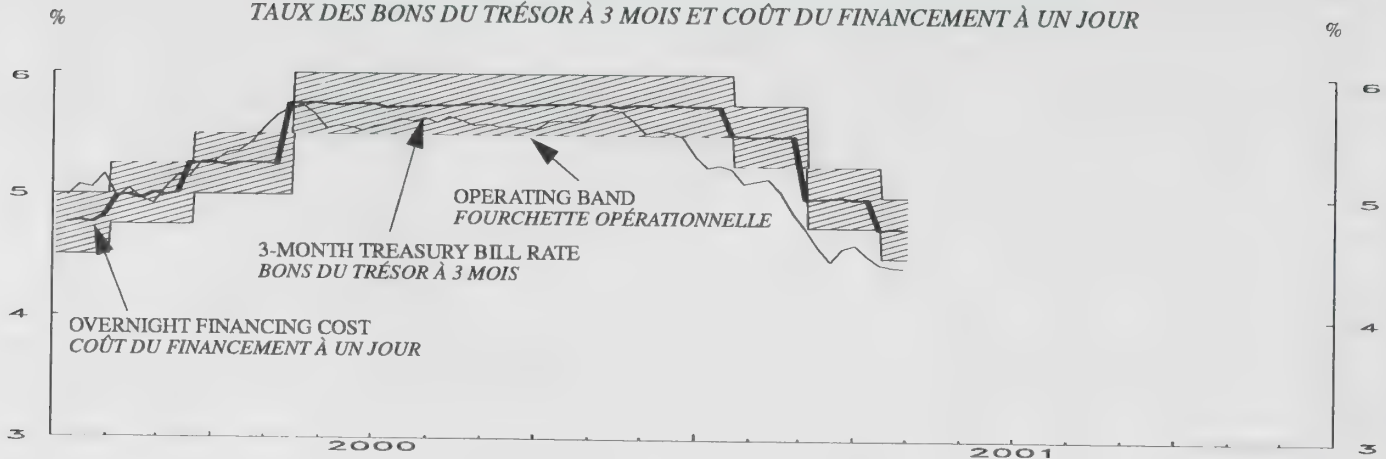 TAUX DES BONS DU TRÉSOR À 3 MOIS ET COÛT DU FINANCEMENT À UN JOUR
%
%
6
6
5
5
OPERATING BAND
FOURCHETTE OPÉRATIONNELLE
3-MONTH TREASURY BILL RATE
BONS DU TRÉSOR À 3 MOIS
4
4
OVERNIGHT FINANCING COST
COÛT DU FINANCEMENT À UN JOUR
3
3
2000
2001